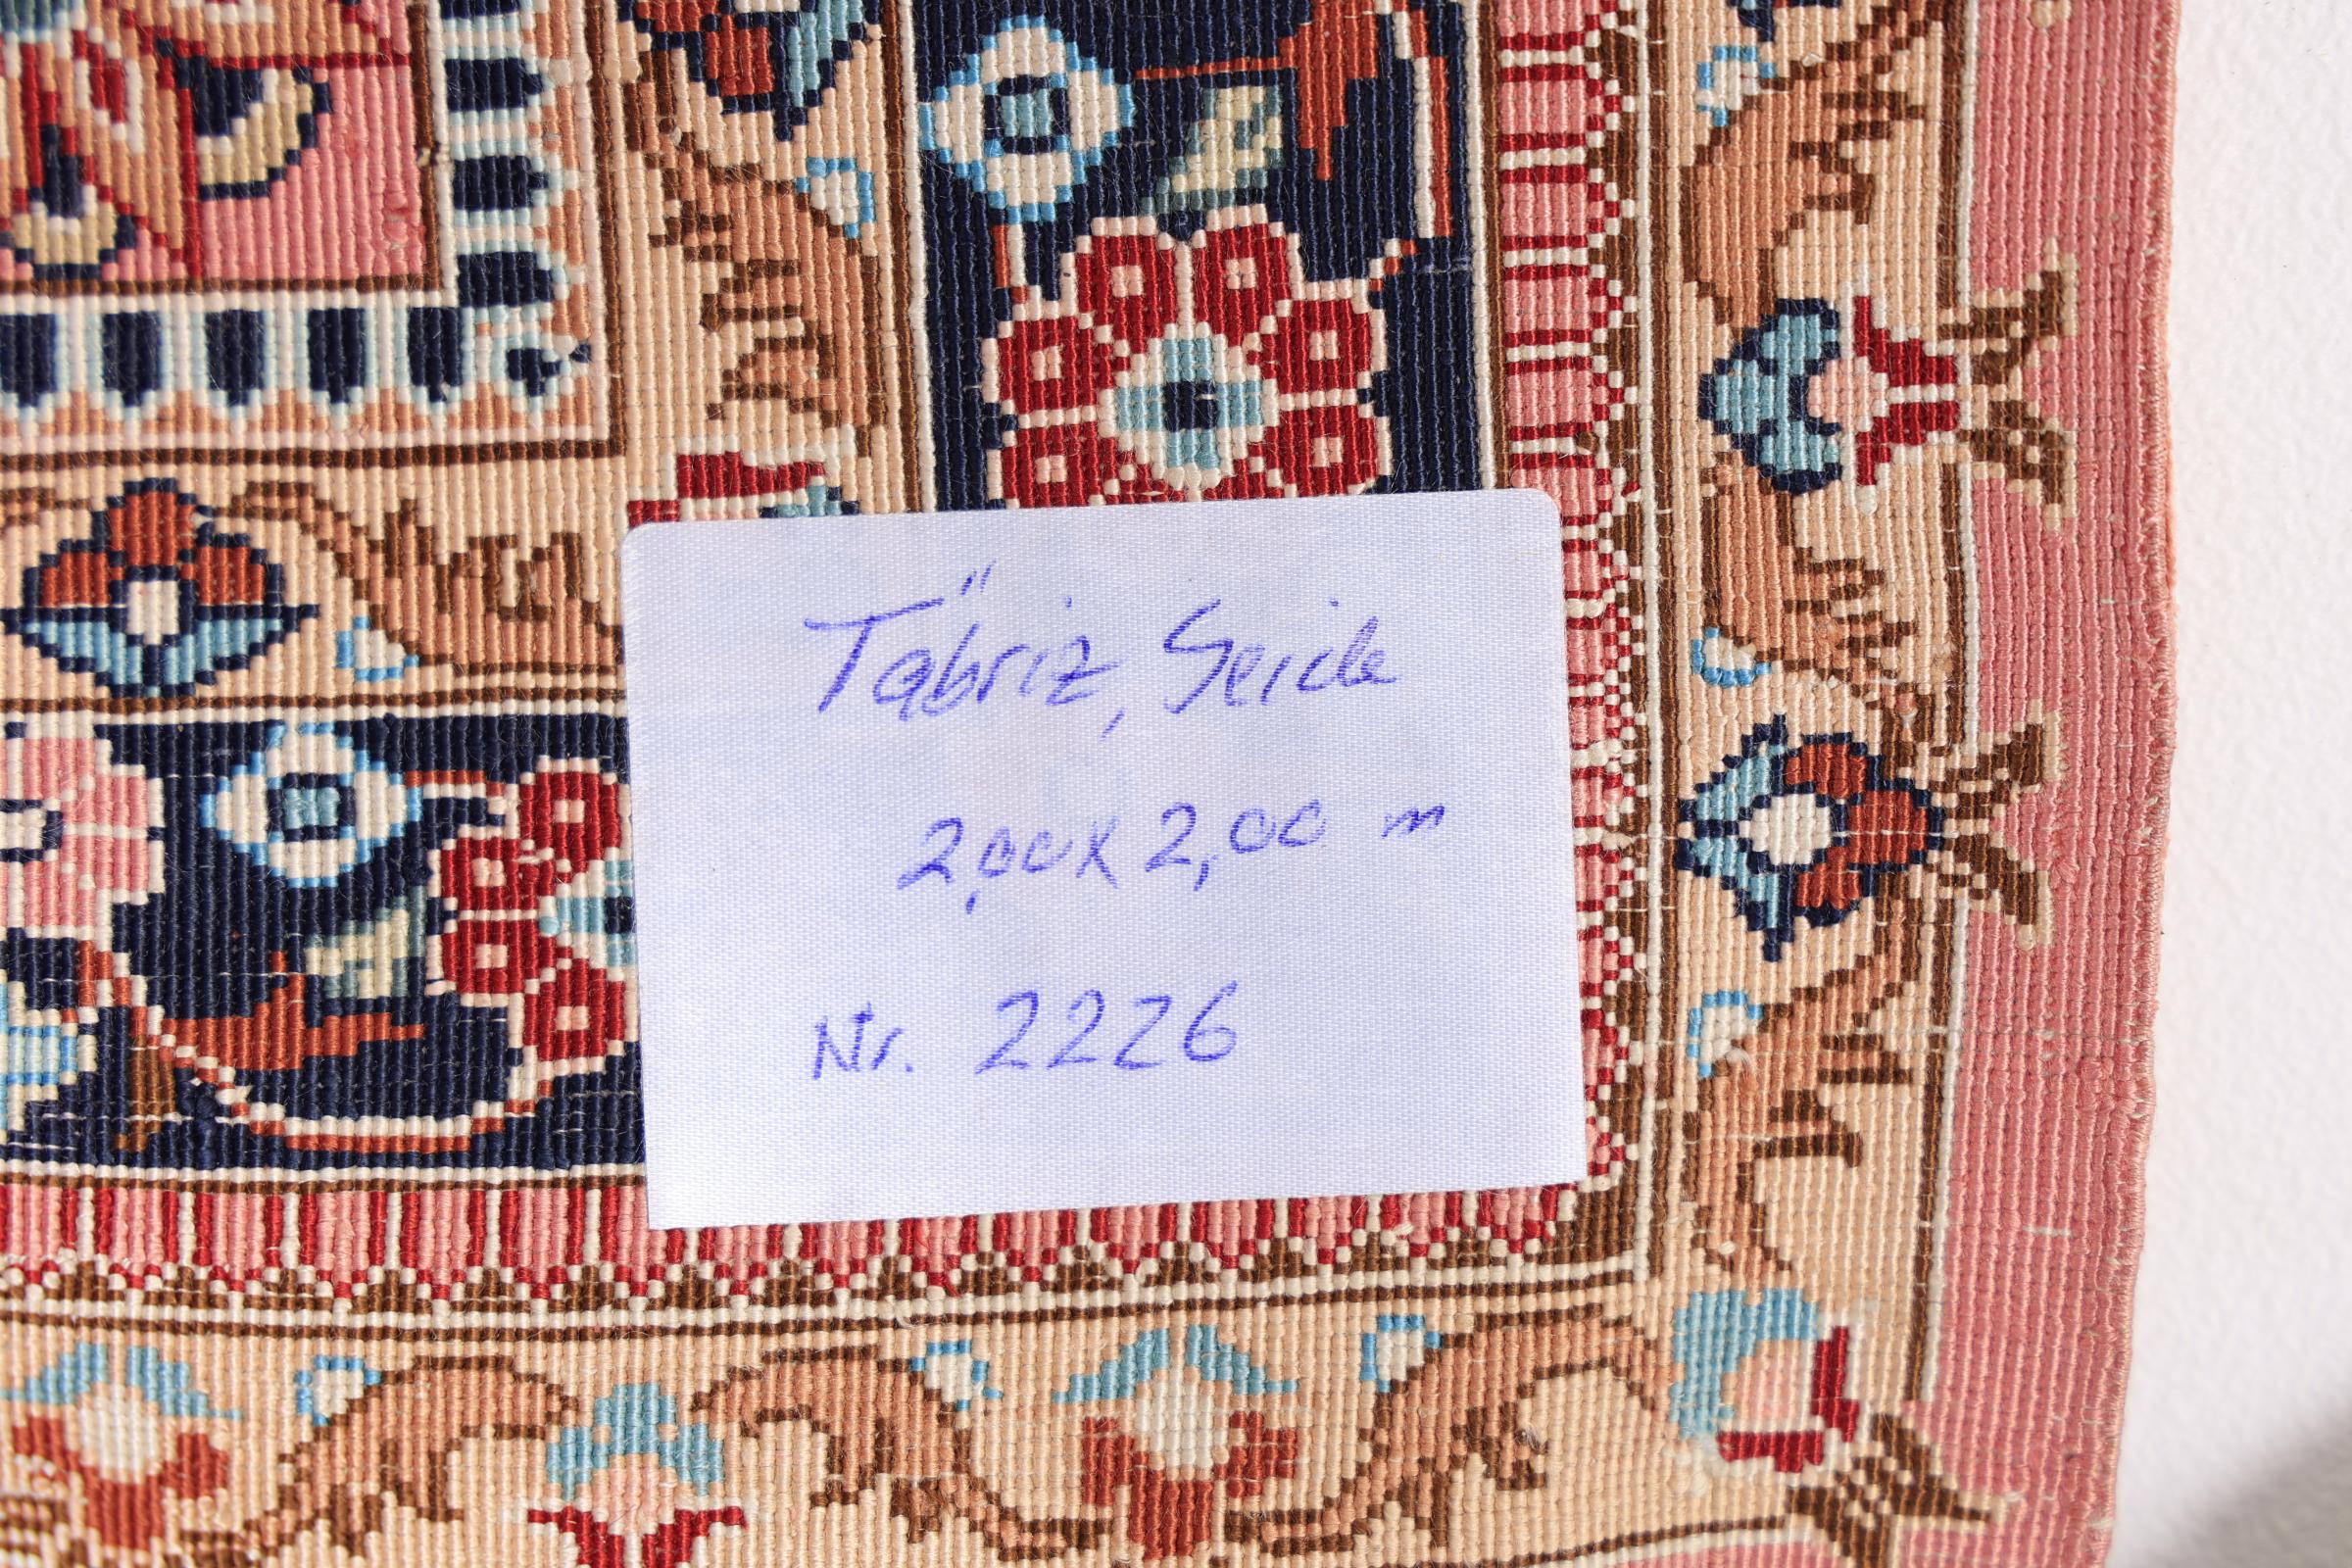 Täbriz, Seide
2,00 x 2,00 m
Nr. 2226